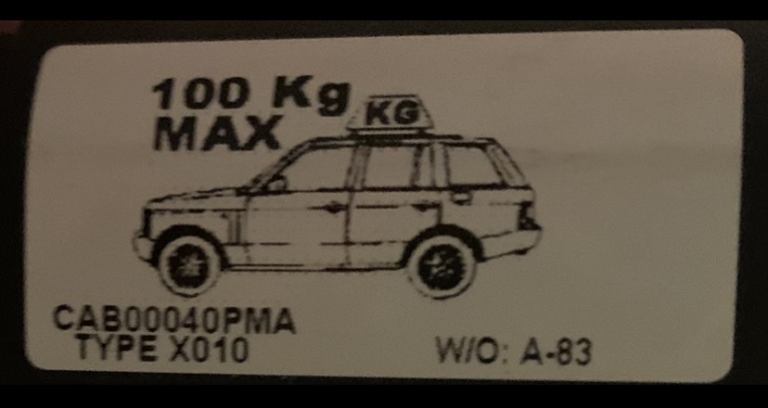 100 Kg
MAX
KG
CAB00040PMA
TYPE X010
W/O: A-83